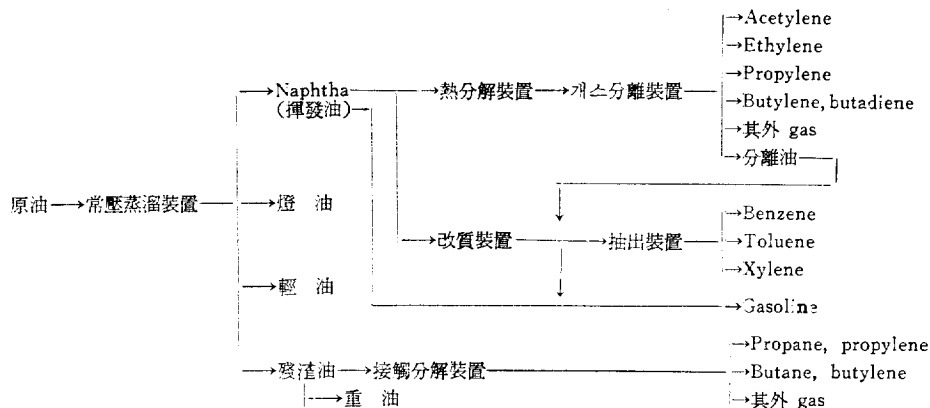 Acetylene
Ethylene
Naphtha 熱分解裝置 개스分離裝置 Propylene
(揮發油) Butylene, butadiene
其外 gas
分離油
原油 常壓蒸溜裝置 燈 油
Benzene
改質裝置 抽出裝置 Toluene
Xylene
輕 油
Gasoline
Propane, propylene
殘渣油 接觸分解裝置 Butane, butylene
重 油 其外 gas